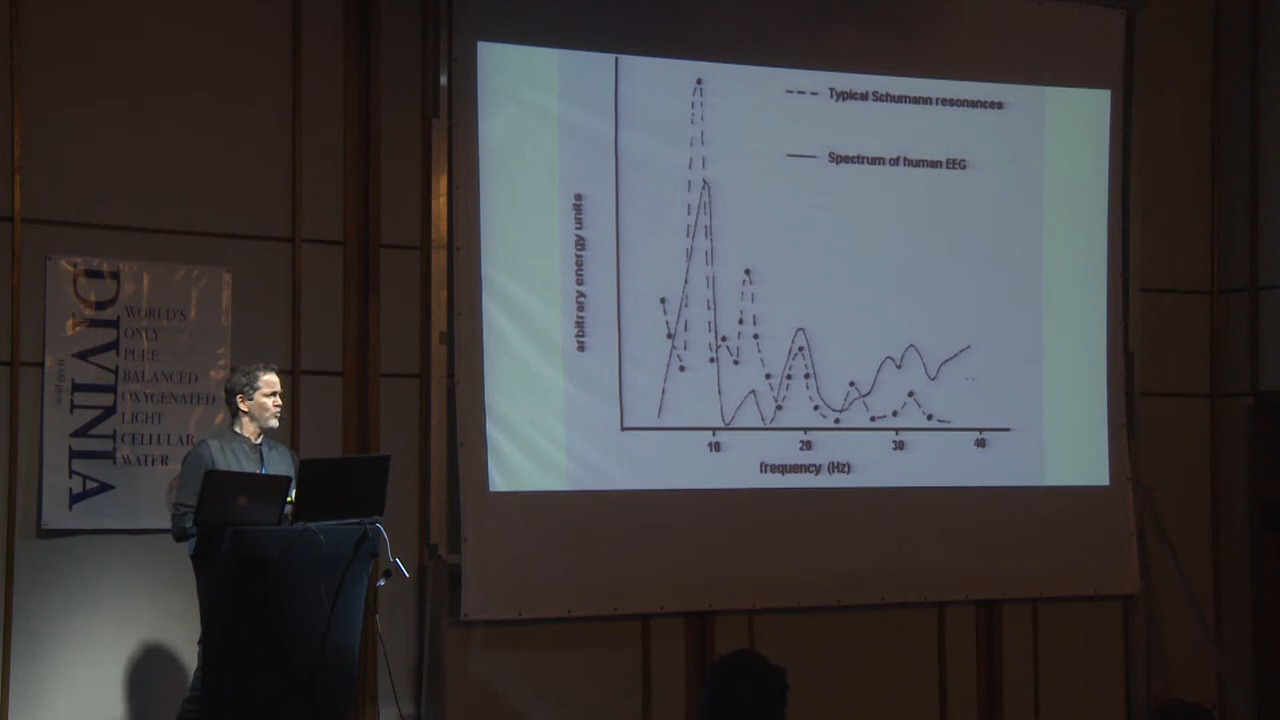 DIVINIA
WORLD'S
ONLY
PURE
BALANCED
OXYGENATED
LIGHT
CELLULAR
WATER
Typical Schumann resonances
Spectrum of human EEG
arbitrary energy units
10 20 30 40
frequency (Hz)